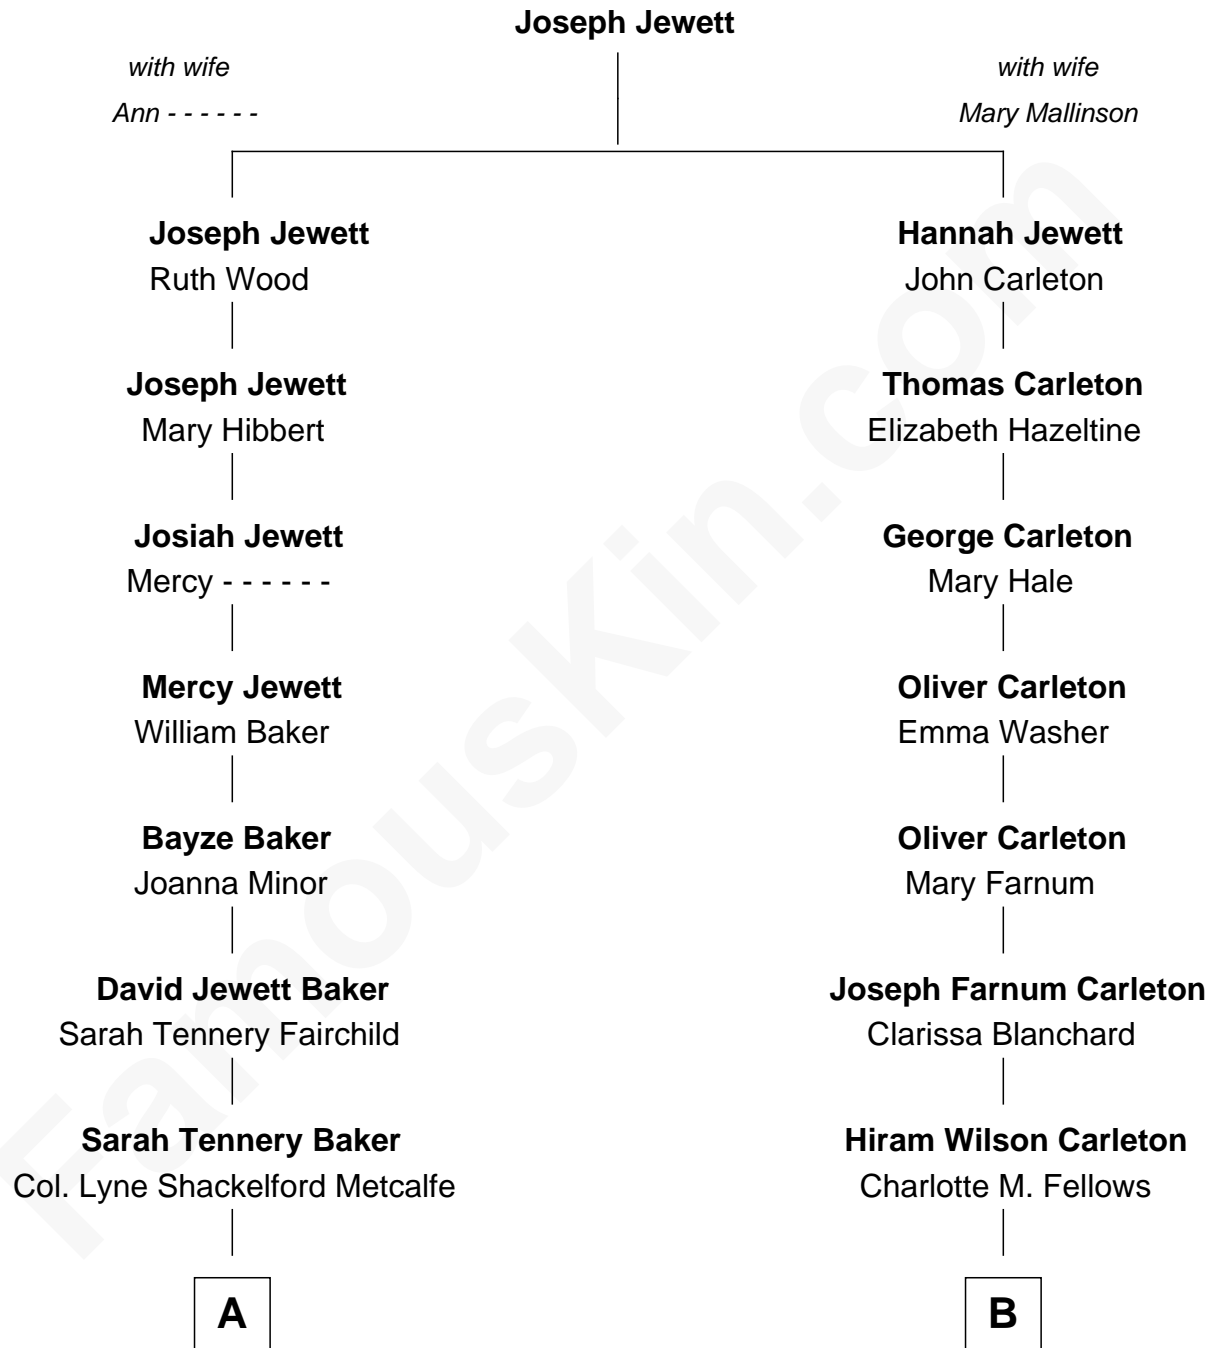 Joseph Jewett
with wife
Ann - - - - - -
with wife
Mary Mallinson
Joseph Jewett
Ruth Wood
Hannah Jewett
John Carleton
Joseph Jewett
Mary Hibbert
Thomas Carleton
Elizabeth Hazeltine
Josiah Jewett
Mercy - - - - - -
George Carleton
Mary Hale
Mercy Jewett
William Baker
Oliver Carleton
Emma Washer
Bayze Baker
Joanna Minor
Oliver Carleton
Mary Farnum
David Jewett Baker
Sarah Tennery Fairchild
Joseph Farnum Carleton
Clarissa Blanchard
Sarah Tennery Baker
Col. Lyne Shackelford Metcalfe
Hiram Wilson Carleton
Charlotte M. Fellows
A
B
FamousKin.com